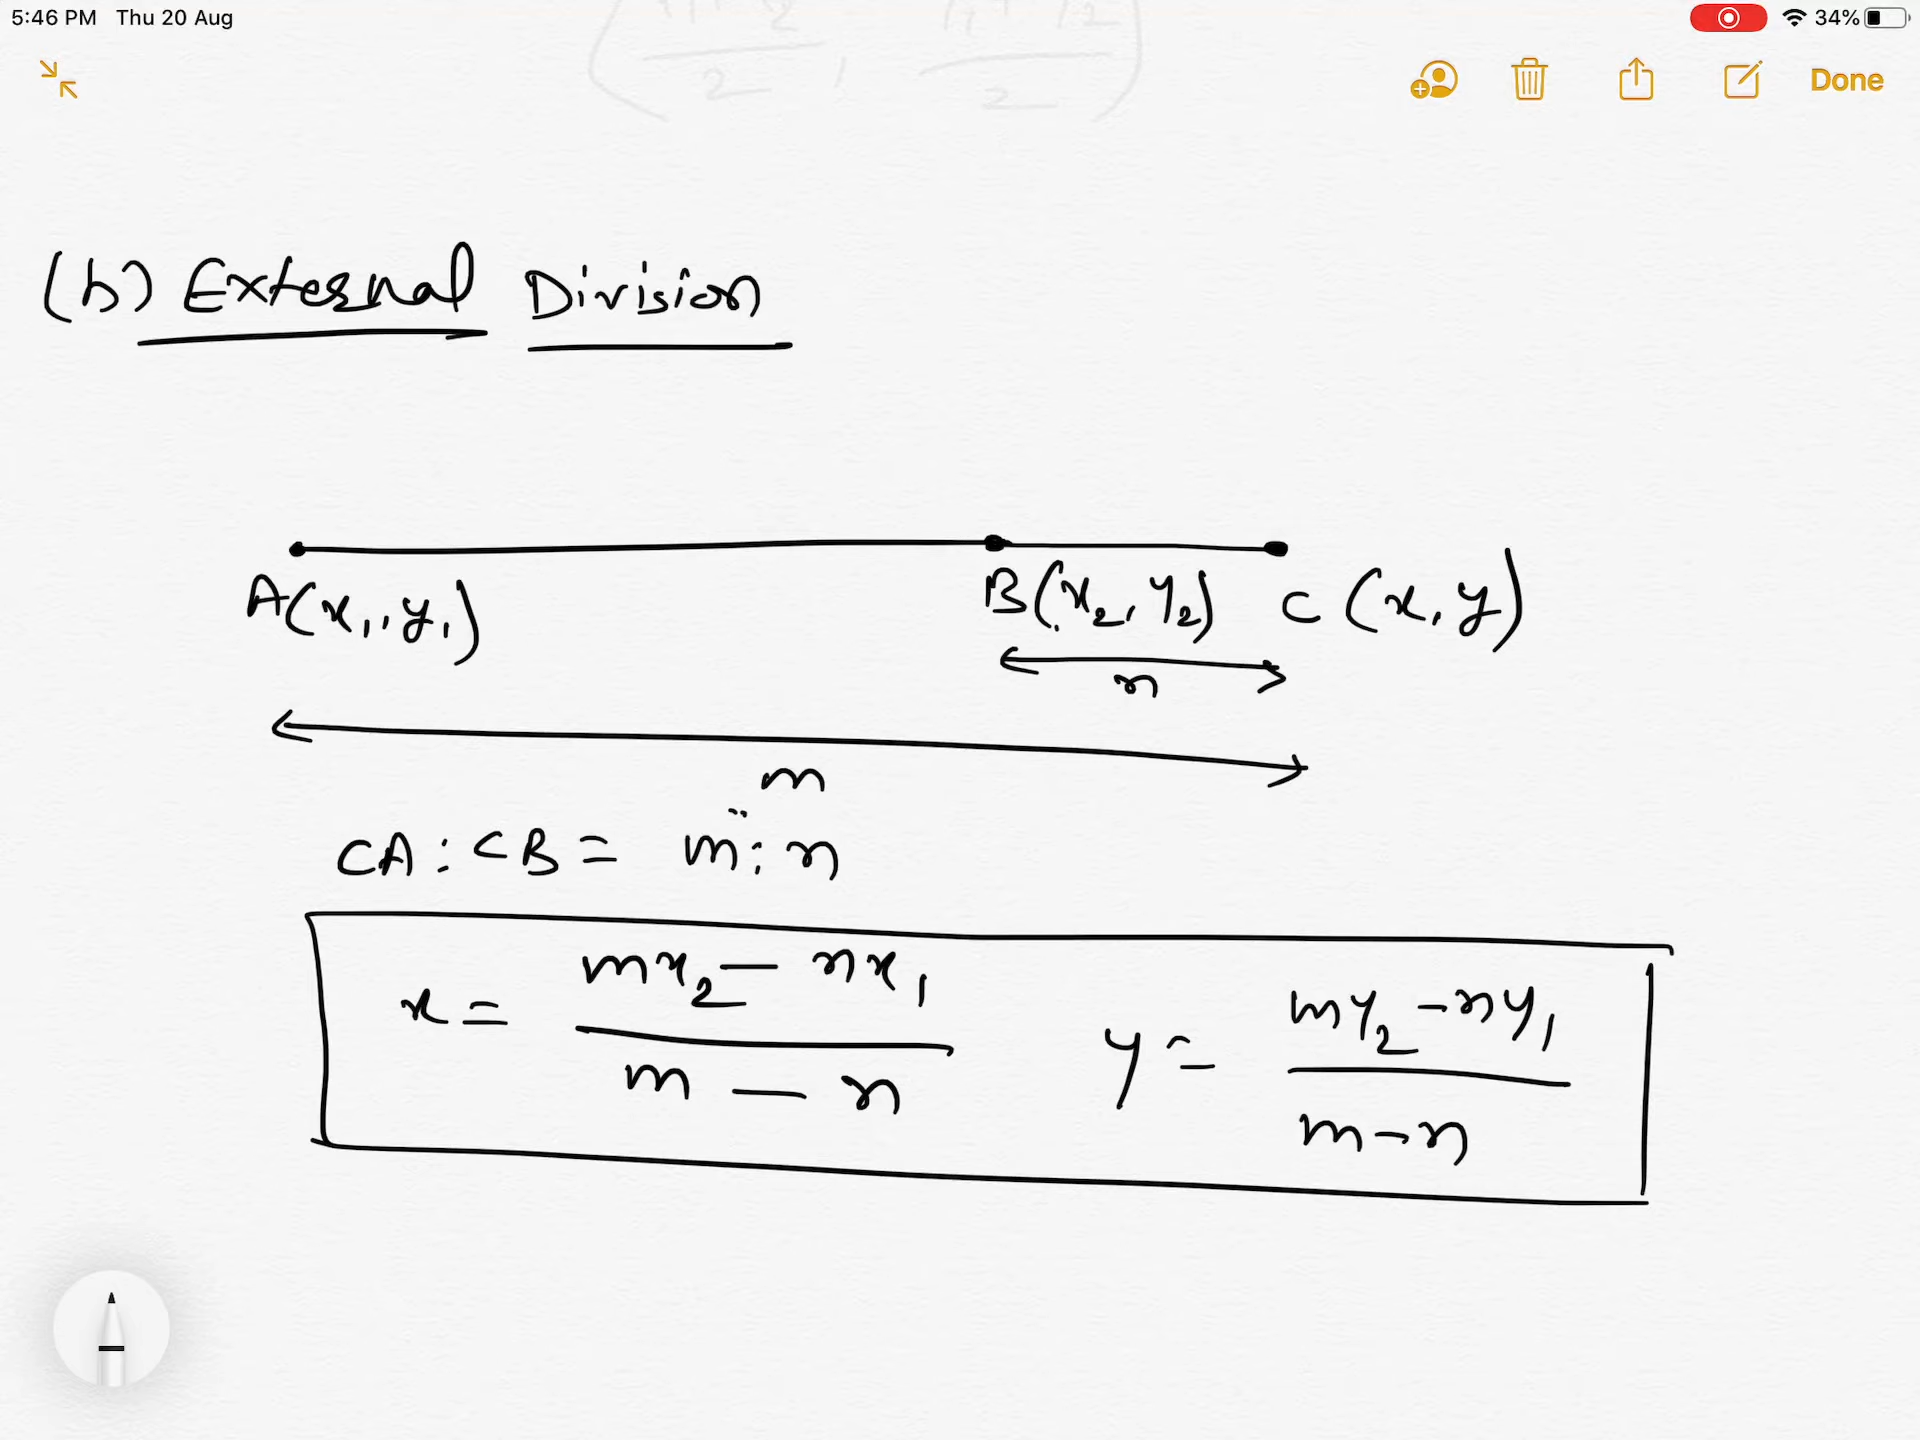 5:46 PM Thu 20 Aug 34%
Done
(b) External Division
A(x₁, y₁) B(x₂, y₂) C (x, y)
n
m
CA : CB = m : n
x = (mx₂ − nx₁)/(m − n) y = (my₂ − ny₁)/(m − n)